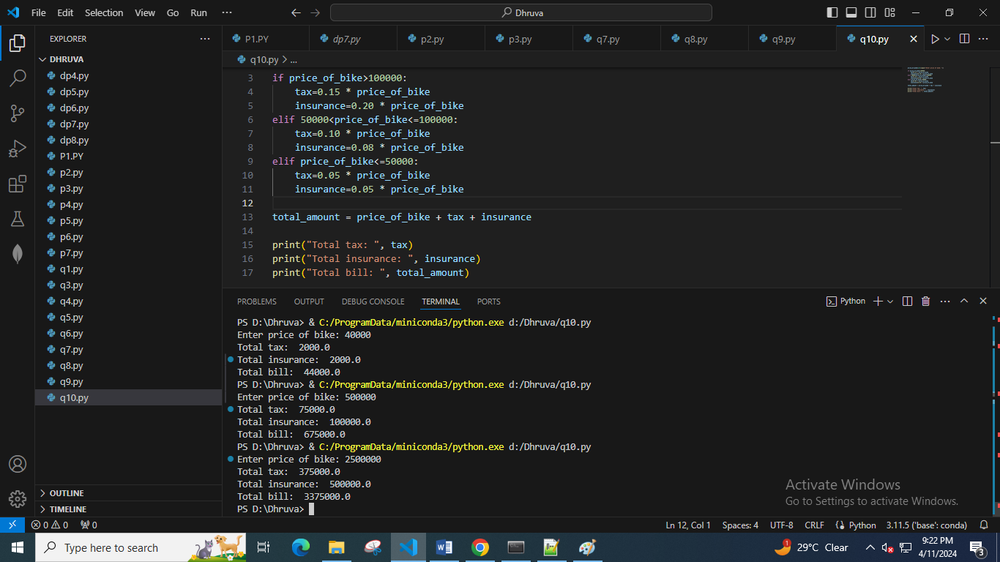 File Edit Selection View Go Run ··· Dhruva
EXPLORER ···
DHRUVA
dp4.py
dp5.py
dp6.py
dp7.py
dp8.py
P1.PY
p2.py
p3.py
p4.py
p5.py
p6.py
p7.py
q1.py
q3.py
q4.py
q5.py
q6.py
q7.py
q8.py
q9.py
q10.py
OUTLINE
TIMELINE
P1.PY dp7.py p2.py p3.py q7.py q8.py q9.py q10.py
q10.py > ...
3 if price_of_bike>100000:
4 tax=0.15 * price_of_bike
5 insurance=0.20 * price_of_bike
6 elif 50000<price_of_bike<=100000:
7 tax=0.10 * price_of_bike
8 insurance=0.08 * price_of_bike
9 elif price_of_bike<=50000:
10 tax=0.05 * price_of_bike
11 insurance=0.05 * price_of_bike
12
13 total_amount = price_of_bike + tax + insurance
14
15 print("Total tax: ", tax)
16 print("Total insurance: ", insurance)
17 print("Total bill: ", total_amount)
PROBLEMS OUTPUT DEBUG CONSOLE TERMINAL PORTS Python
PS D:\Dhruva> & C:/ProgramData/miniconda3/python.exe d:/Dhruva/q10.py
Enter price of bike: 40000
Total tax:  2000.0
Total insurance:  2000.0
Total bill:  44000.0
PS D:\Dhruva> & C:/ProgramData/miniconda3/python.exe d:/Dhruva/q10.py
Enter price of bike: 500000
Total tax:  75000.0
Total insurance:  100000.0
Total bill:  675000.0
PS D:\Dhruva> & C:/ProgramData/miniconda3/python.exe d:/Dhruva/q10.py
Enter price of bike: 2500000
Total tax:  375000.0
Total insurance:  500000.0
Total bill:  3375000.0
PS D:\Dhruva>
Activate Windows
Go to Settings to activate Windows.
0 0 0 Ln 12, Col 1 Spaces: 4 UTF-8 CRLF Python 3.11.5 ('base': conda)
Type here to search 1 29°C Clear 9:22 PM
4/11/2024 3